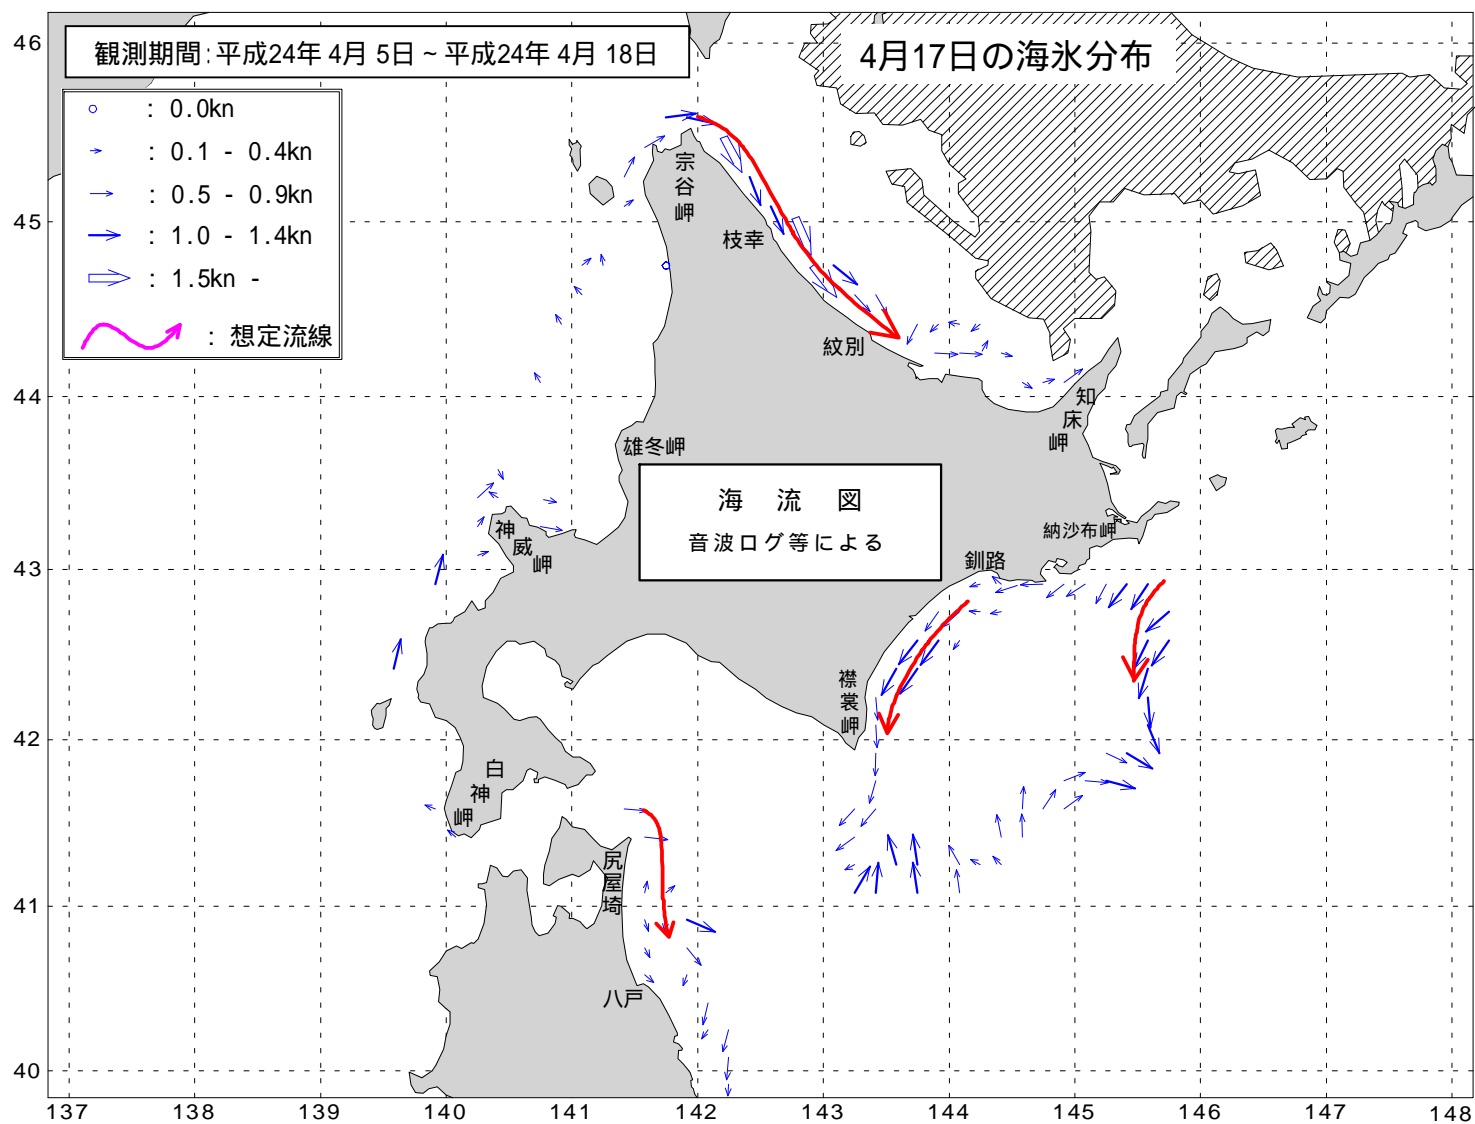 観測期間:平成24年 4月 5日～平成24年 4月 18日
4月17日の海氷分布
: 0.0kn
: 0.1 - 0.4kn
: 0.5 - 0.9kn
: 1.0 - 1.4kn
: 1.5kn -
: 想定流線
宗谷岬
枝幸
紋別
知床岬
雄冬岬
海 流 図
音波ログ等による
納沙布岬
神威岬
釧路
襟裳岬
白神岬
尻屋埼
八戸
46
45
44
43
42
41
40
137 138 139 140 141 142 143 144 145 146 147 148